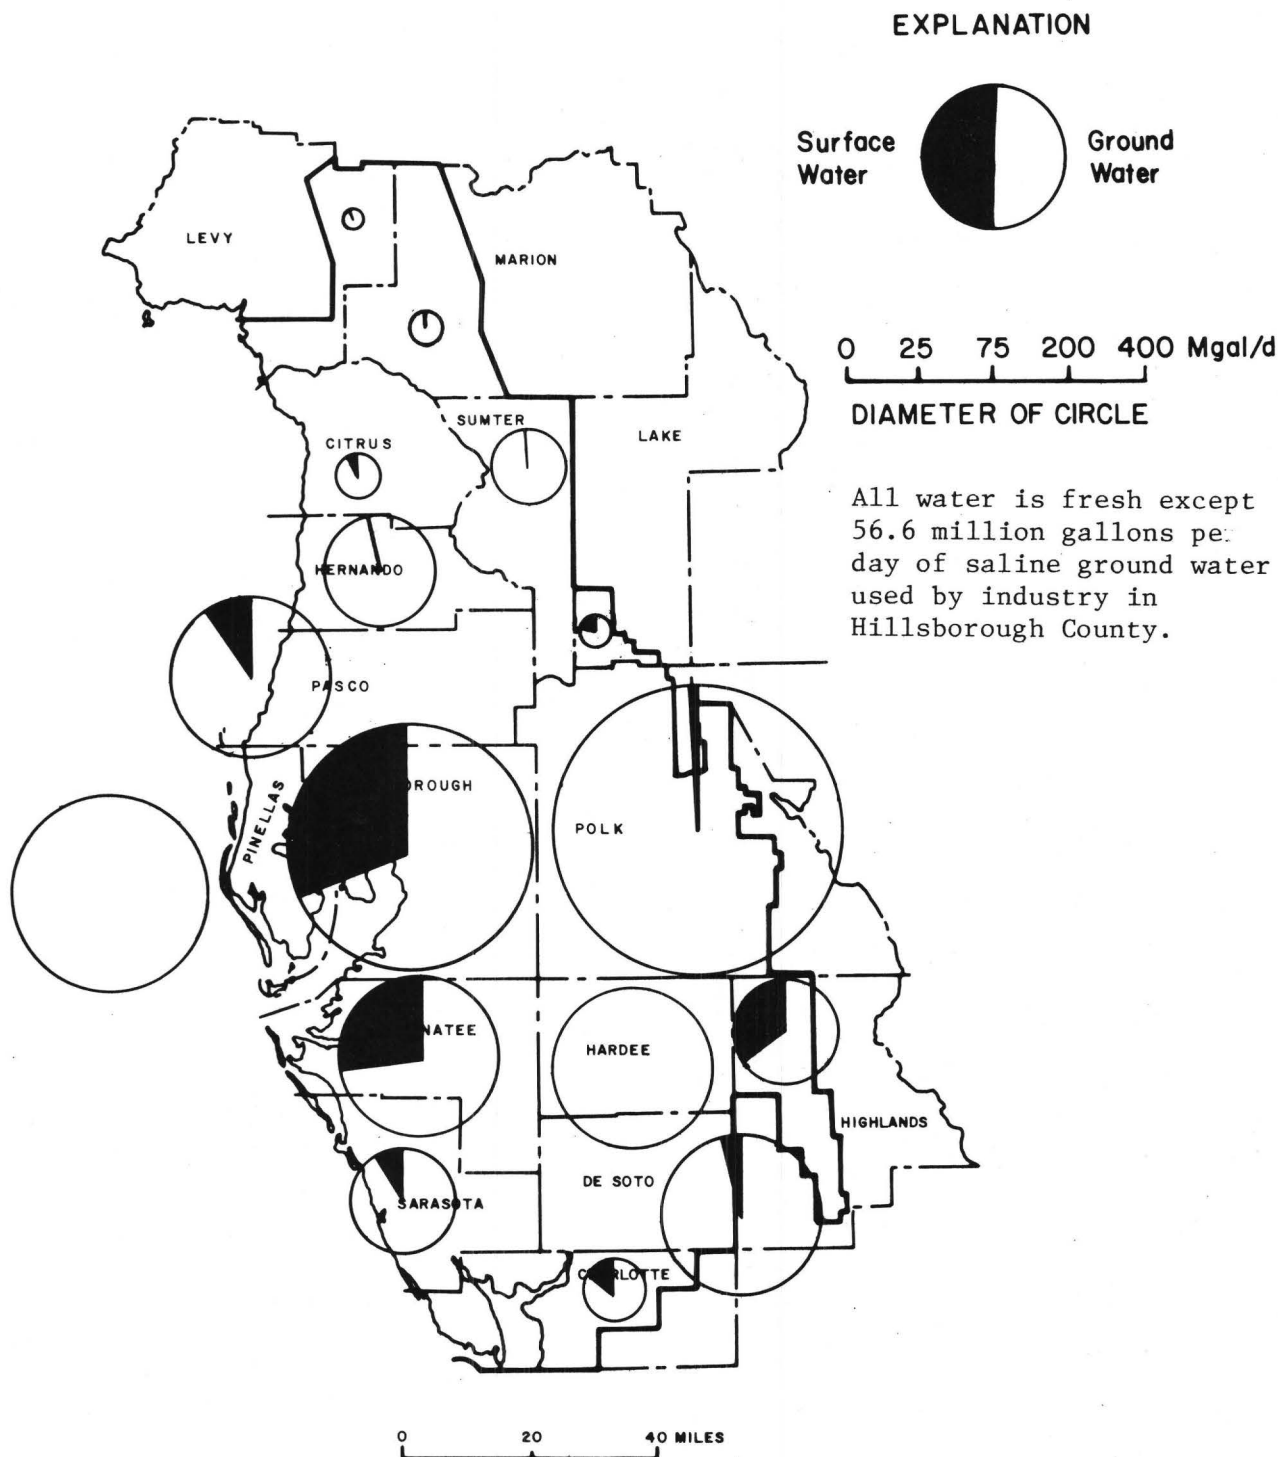 EXPLANATION
Surface
Water
Ground
Water
LEVY
MARION
0 25 75 200 400 Mgal/d
DIAMETER OF CIRCLE
SUMTER
CITRUS
LAKE
All water is fresh except
56.6 million gallons pe
day of saline ground water
used by industry in
Hillsborough County.
HERNANDO
PASCO
PINELLAS
OROUGH
POLK
NATEE
HARDEE
HIGHLANDS
DE SOTO
SARASOTA
CHARLOTTE
0 20 40 MILES